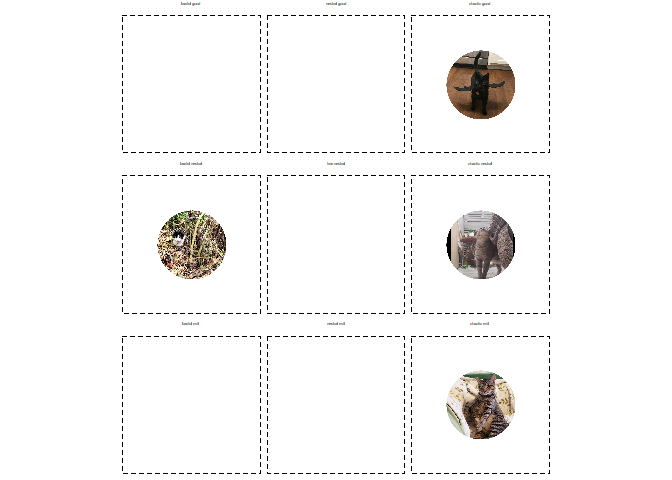 lawful good
neutral good
chaotic good
lawful neutral
true neutral
chaotic neutral
lawful evil
neutral evil
chaotic evil